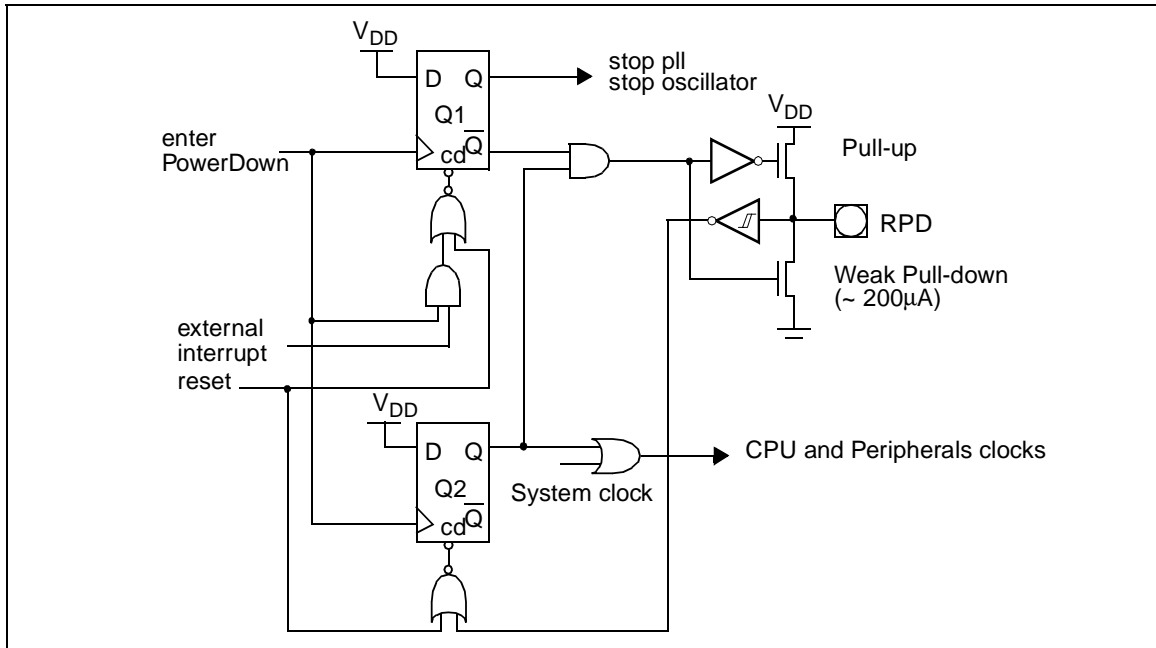 VDD
D Q
Q1
cd Q̅
stop pll
stop oscillator
enter
PowerDown
VDD
Pull-up
RPD
Weak Pull-down
(~ 200μA)
external
interrupt
reset
VDD
D Q
Q2
cd Q̅
System clock
CPU and Peripherals clocks